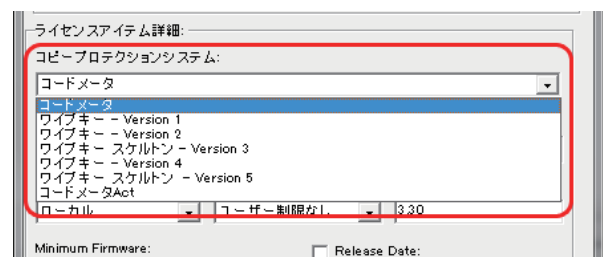 ライセンスアイテム詳細:
コピープロテクションシステム:
コードメータ
コードメータ
ワイブキー - Version 1
ワイブキー - Version 2
ワイブキー スケルトン - Version 3
ワイブキー - Version 4
ワイブキー スケルトン - Version 5
コードメータAct
ローカル ユーザー制限なし 3.30
Minimum Firmware: Release Date: